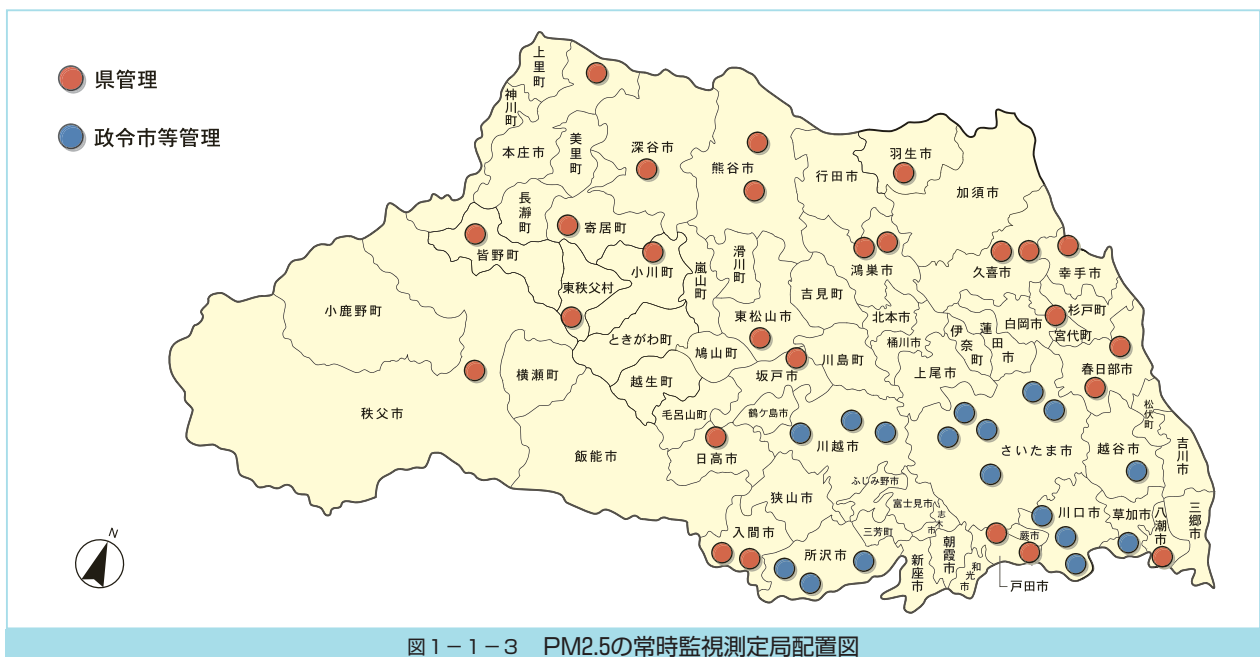 県管理
政令市等管理
上里町
神川町
本庄市
美里町
深谷市
熊谷市
行田市
羽生市
加須市
長瀞町
寄居町
皆野町
小川町
東秩父村
嵐山町
滑川町
吉見町
鴻巣市
久喜市
幸手市
小鹿野町
東松山市
北本市
桶川市
伊奈町
蓮田市
白岡市
杉戸町
宮代町
ときがわ町
鳩山町
川島町
上尾市
春日部市
横瀬町
越生町
坂戸市
秩父市
毛呂山町
鶴ケ島市
川越市
さいたま市
松伏町
越谷市
吉川市
飯能市
日高市
狭山市
ふじみ野市
富士見市
志木市
三芳町
入間市
所沢市
新座市
朝霞市
和光市
戸田市
蕨市
川口市
草加市
八潮市
三郷市
N
図1-1-3 PM2.5の常時監視測定局配置図